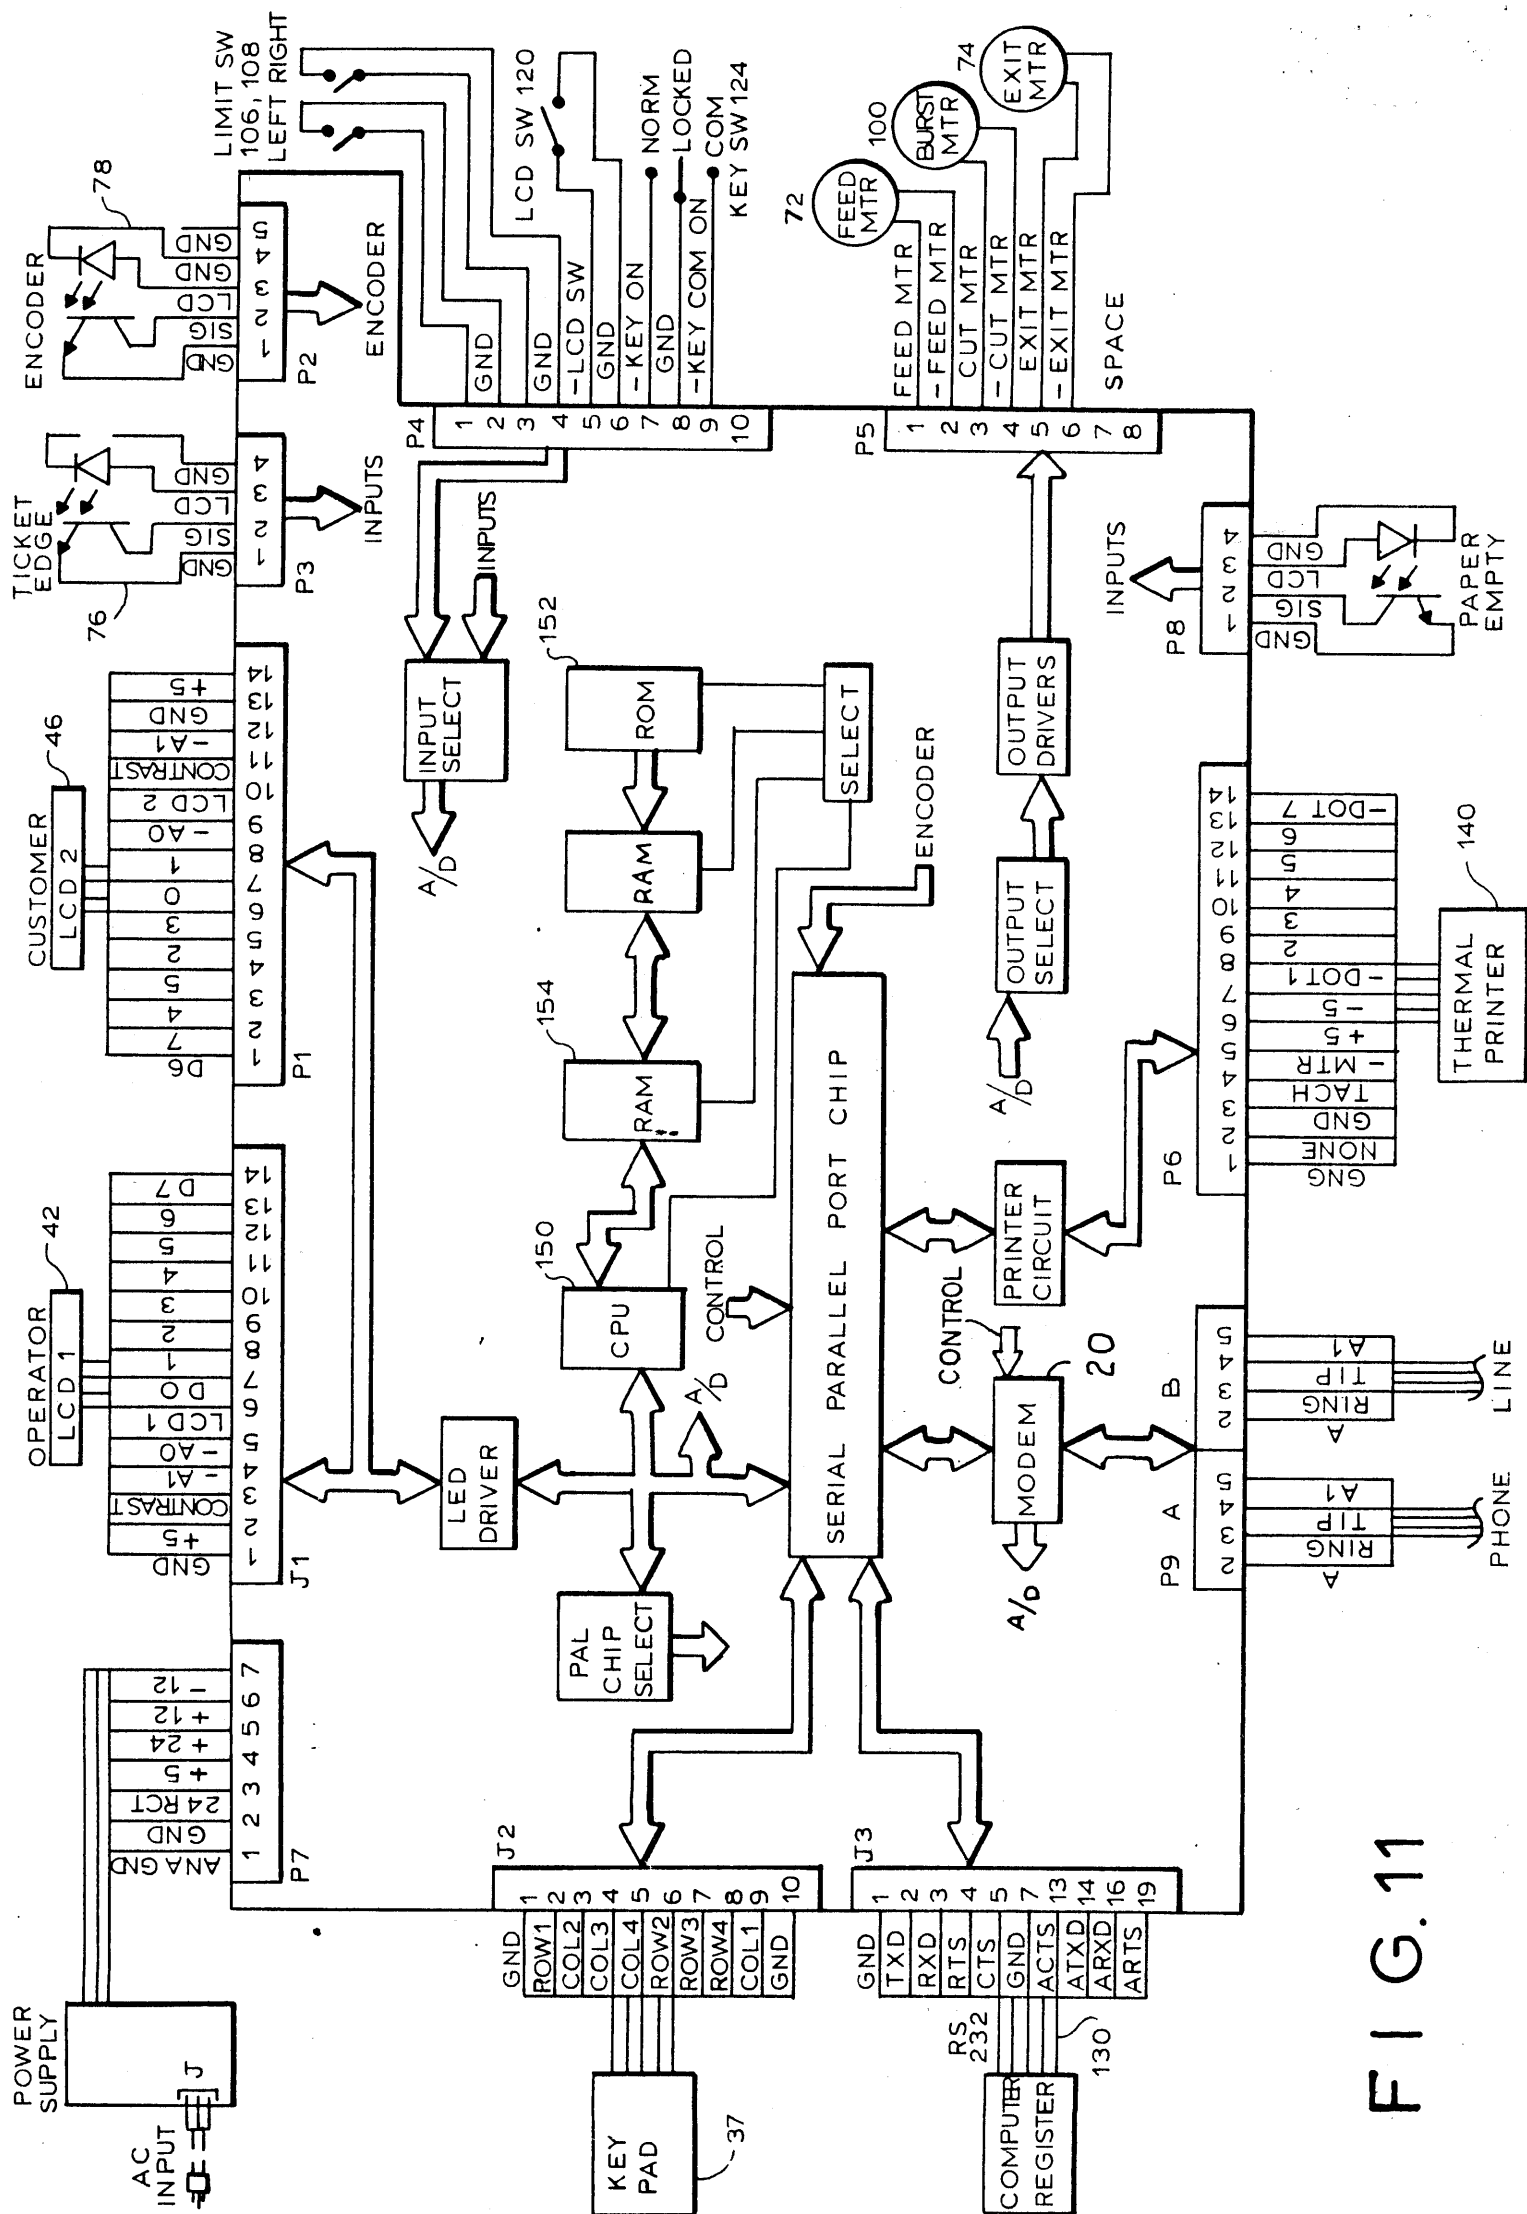 AC
INPUT
POWER
SUPPLY
J
ANA GND
GND
24 RCT
+5
+24
+12
-12
1 2 3 4 5 6 7
P7
OPERATOR
LCD 1
42
GND
+5
CONTRAST
-A1
-A0
LCD 1
D0
1
2
3
4
5
6
D7
1 2 3 4 5 6 7 8 9 10 11 12 13 14
J1
CUSTOMER
LCD 2
46
D6
7
4
5
2
3
0
1
-A0
LCD 2
CONTRAST
-A1
GND
+5
1 2 3 4 5 6 7 8 9 10 11 12 13 14
P1
TICKET
EDGE
76
GND
SIG
LCD
GND
1 2 3 4
P3
INPUTS
ENCODER
78
GND
SIG
LCD
GND
GND
1 2 3 4 5
P2
ENCODER
LIMIT SW
106, 108
LEFT RIGHT
LCD SW 120
NORM
LOCKED
COM
KEY SW 124
GND
GND
-LCD SW
GND
-KEY ON
GND
-KEY COM ON
P4
1
2
3
4
5
6
7
8
9
10
72
FEED
MTR
100
BURST
MTR
74
EXIT
MTR
FEED MTR
-FEED MTR
CUT MTR
-CUT MTR
EXIT MTR
-EXIT MTR
SPACE
P5
1
2
3
4
5
6
7
8
INPUT
SELECT
INPUTS
A/D
ROM
152
RAM
RAM
154
SELECT
CPU
150
LED
DRIVER
PAL
CHIP
SELECT
A/D
CONTROL
ENCODER
SERIAL PARALLEL PORT CHIP
A/D
OUTPUT
SELECT
OUTPUT
DRIVERS
MODEM
20
CONTROL
A/D
PRINTER
CIRCUIT
J2
GND
ROW1
COL2
COL3
COL4
ROW2
ROW3
ROW4
COL1
GND
1
2
3
4
5
6
7
8
9
10
KEY
PAD
37
J3
GND
TXD
RXD
RTS
CTS
GND
ACTS
ATXD
ARXD
ARTS
1
2
3
4
5
7
13
14
16
19
RS
232
COMPUTER
REGISTER
130
P9 A B
2 3 4 5 2 3 4 5
A
RING
TIP
A1
A
RING
TIP
A1
PHONE
LINE
P6
1 2 3 4 5 6 7 8 9 10 11 12 13 14
GNG
NONE
GND
TACH
-MTR
+5
-5
-DOT1
2
3
4
5
6
-DOT 7
THERMAL
PRINTER
140
P8
INPUTS
1 2 3 4
GND
SIG
LCD
GND
PAPER
EMPTY
FIG. 11